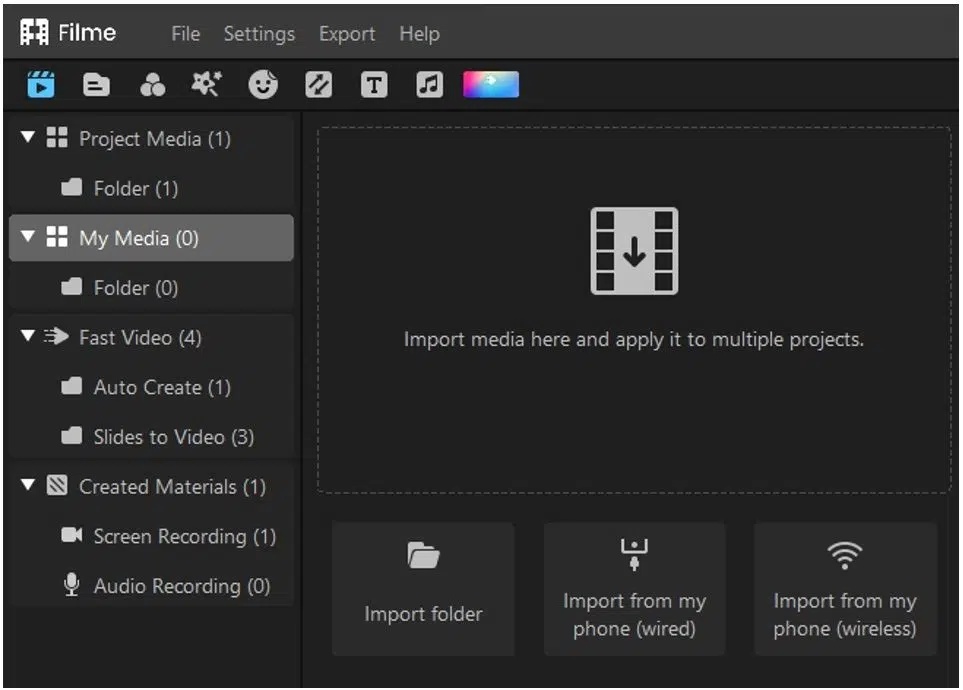 Filme File Settings Export Help
T
Project Media (1)
Folder (1)
My Media (0)
Folder (0)
Fast Video (4)
Auto Create (1)
Slides to Video (3)
Created Materials (1)
Screen Recording (1)
Audio Recording (0)
Import media here and apply it to multiple projects.
Import folder
Import from my
phone (wired)
Import from my
phone (wireless)